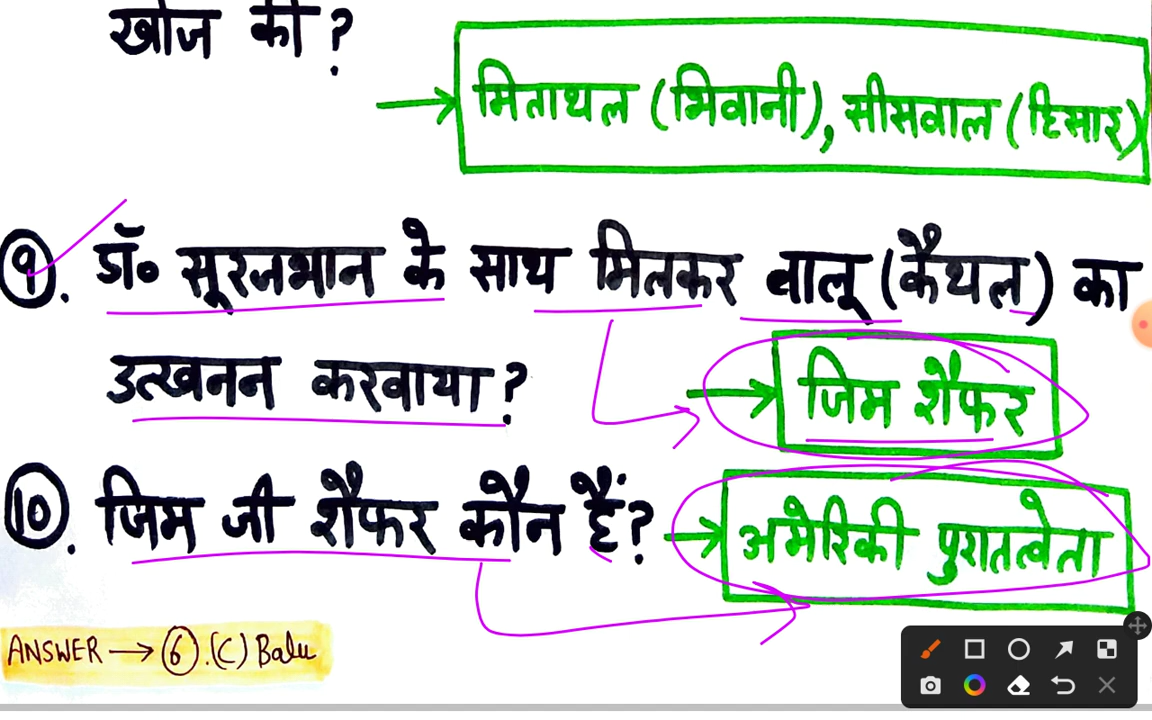 खोज की?
→ मिताथल (भिवानी), सीसवाल (हिसार)
9. डॉ० सूरजभान के साथ मिलकर बालू (कैथल) का
उत्खनन करवाया?
→ जिम शैफर
10. जिम जी शैफर कौन हैं? → अमेरिकी पुरातत्वेता
ANSWER → 6. (C) Balu